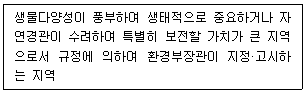 생물다양성이 풍부하여 생태적으로 중요하거나 자
연경관이 수려하여 특별히 보전할 가치가 큰 지역
으로서 규정에 의하여 환경부장관이 지정·고시하
는 지역